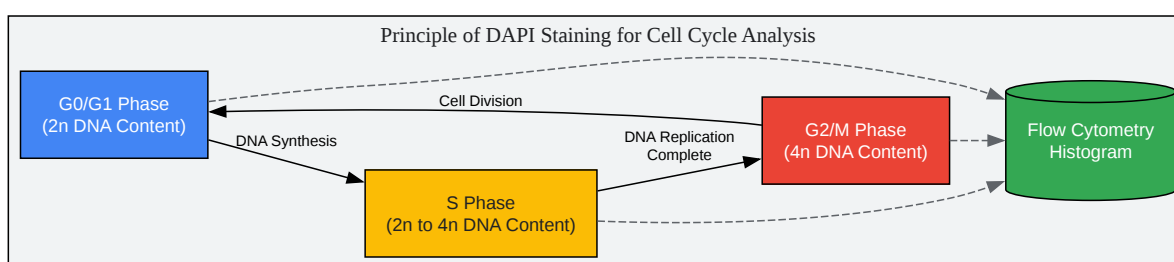 Principle of DAPI Staining for Cell Cycle Analysis
G0/G1 Phase
(2n DNA Content)
Cell Division
DNA Synthesis
DNA Replication
Complete
G2/M Phase
(4n DNA Content)
Flow Cytometry
Histogram
S Phase
(2n to 4n DNA Content)